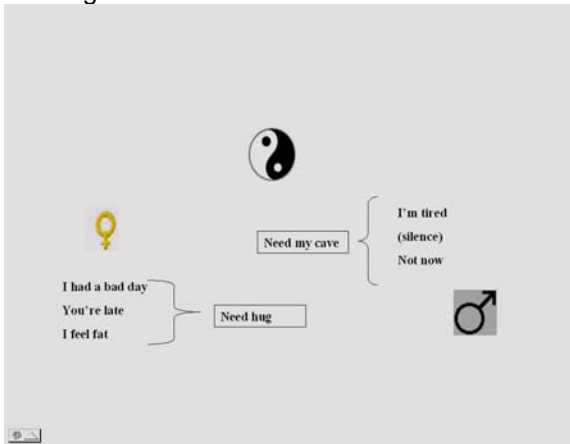 I'm tired
Need my cave
(silence)
Not now
I had a bad day
You're late
Need hug
I feel fat